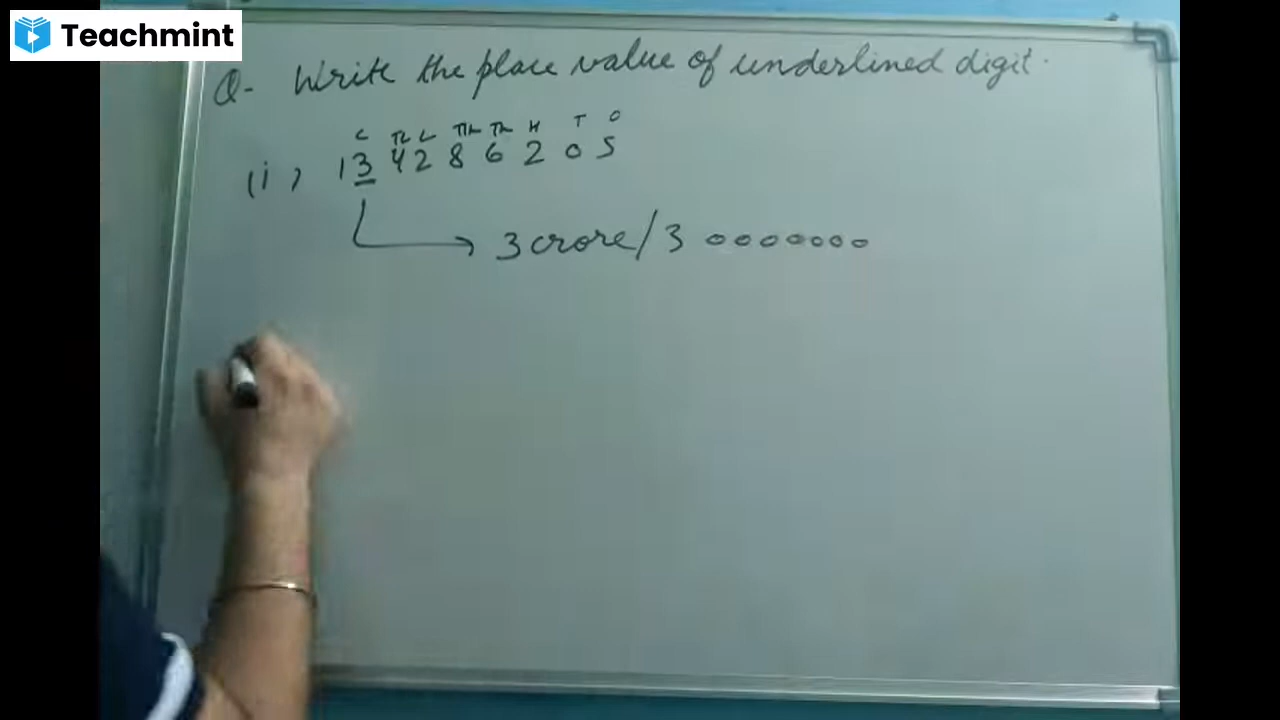 Teachmint
Q- Write the place value of underlined digit.
C TL L Tth Th H T O
(i) 134286205
3 crore/30000000